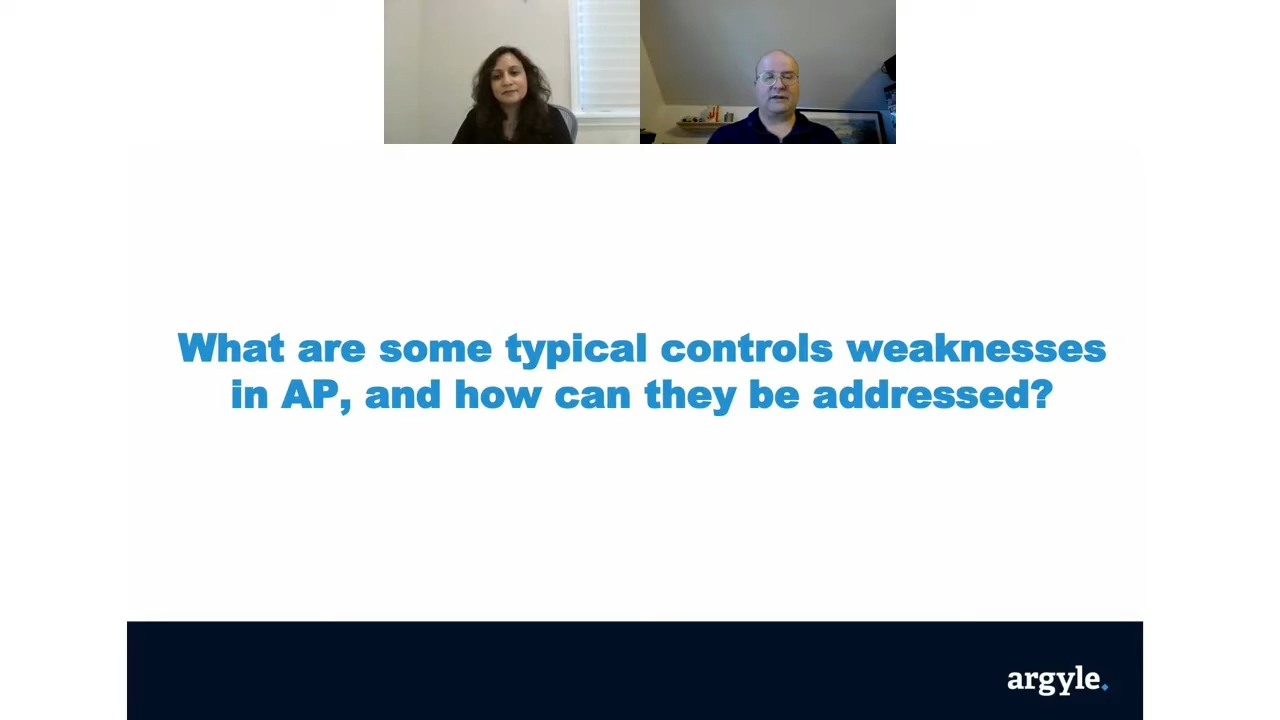 What are some typical controls weaknesses
in AP, and how can they be addressed?
argyle.